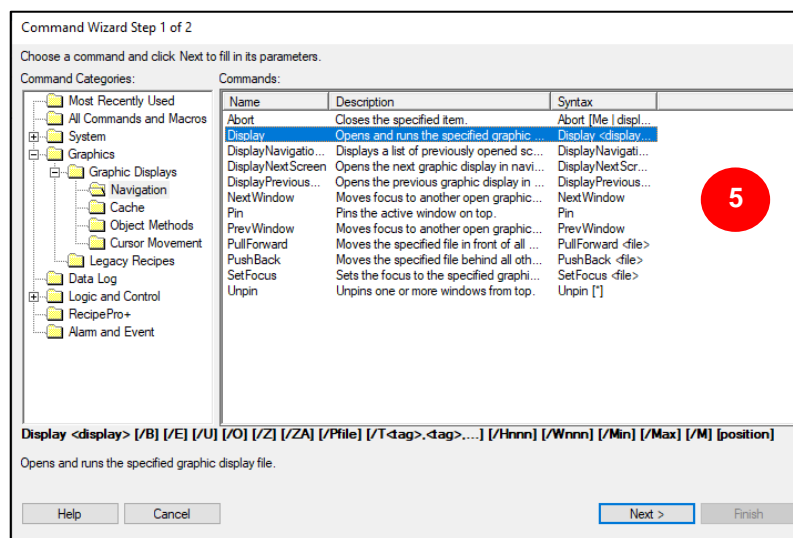 Command Wizard Step 1 of 2
Choose a command and click Next to fill in its parameters.
Command Categories:
Commands:
Most Recently Used
All Commands and Macros
System
Graphics
Graphic Displays
Navigation
Cache
Object Methods
Cursor Movement
Legacy Recipes
Data Log
Logic and Control
RecipePro+
Alarm and Event
Name Description Syntax
Abort Closes the specified item. Abort [Me | displ...
Display Opens and runs the specified graphic ... Display <display...
DisplayNavigatio... Displays a list of previously opened sc... DisplayNavigati...
DisplayNextScreen Opens the next graphic display in navi... DisplayNextScr...
DisplayPrevious... Opens the previous graphic display in ... DisplayPrevious...
NextWindow Moves focus to another open graphic... NextWindow
Pin Pins the active window on top. Pin
PrevWindow Moves focus to another open graphic... PrevWindow
PullForward Moves the specified file in front of all ... PullForward <file>
PushBack Moves the specified file behind all oth... PushBack <file>
SetFocus Sets the focus to the specified graphi... SetFocus <file>
Unpin Unpins one or more windows from top. Unpin [*]
5
Display <display> [/B] [/E] [/U] [/O] [/Z] [/ZA] [/Pfile] [/T<tag>,<tag>,...] [/Hnnn] [/Wnnn] [/Min] [/Max] [/M] [position]
Opens and runs the specified graphic display file.
Help Cancel Next > Finish